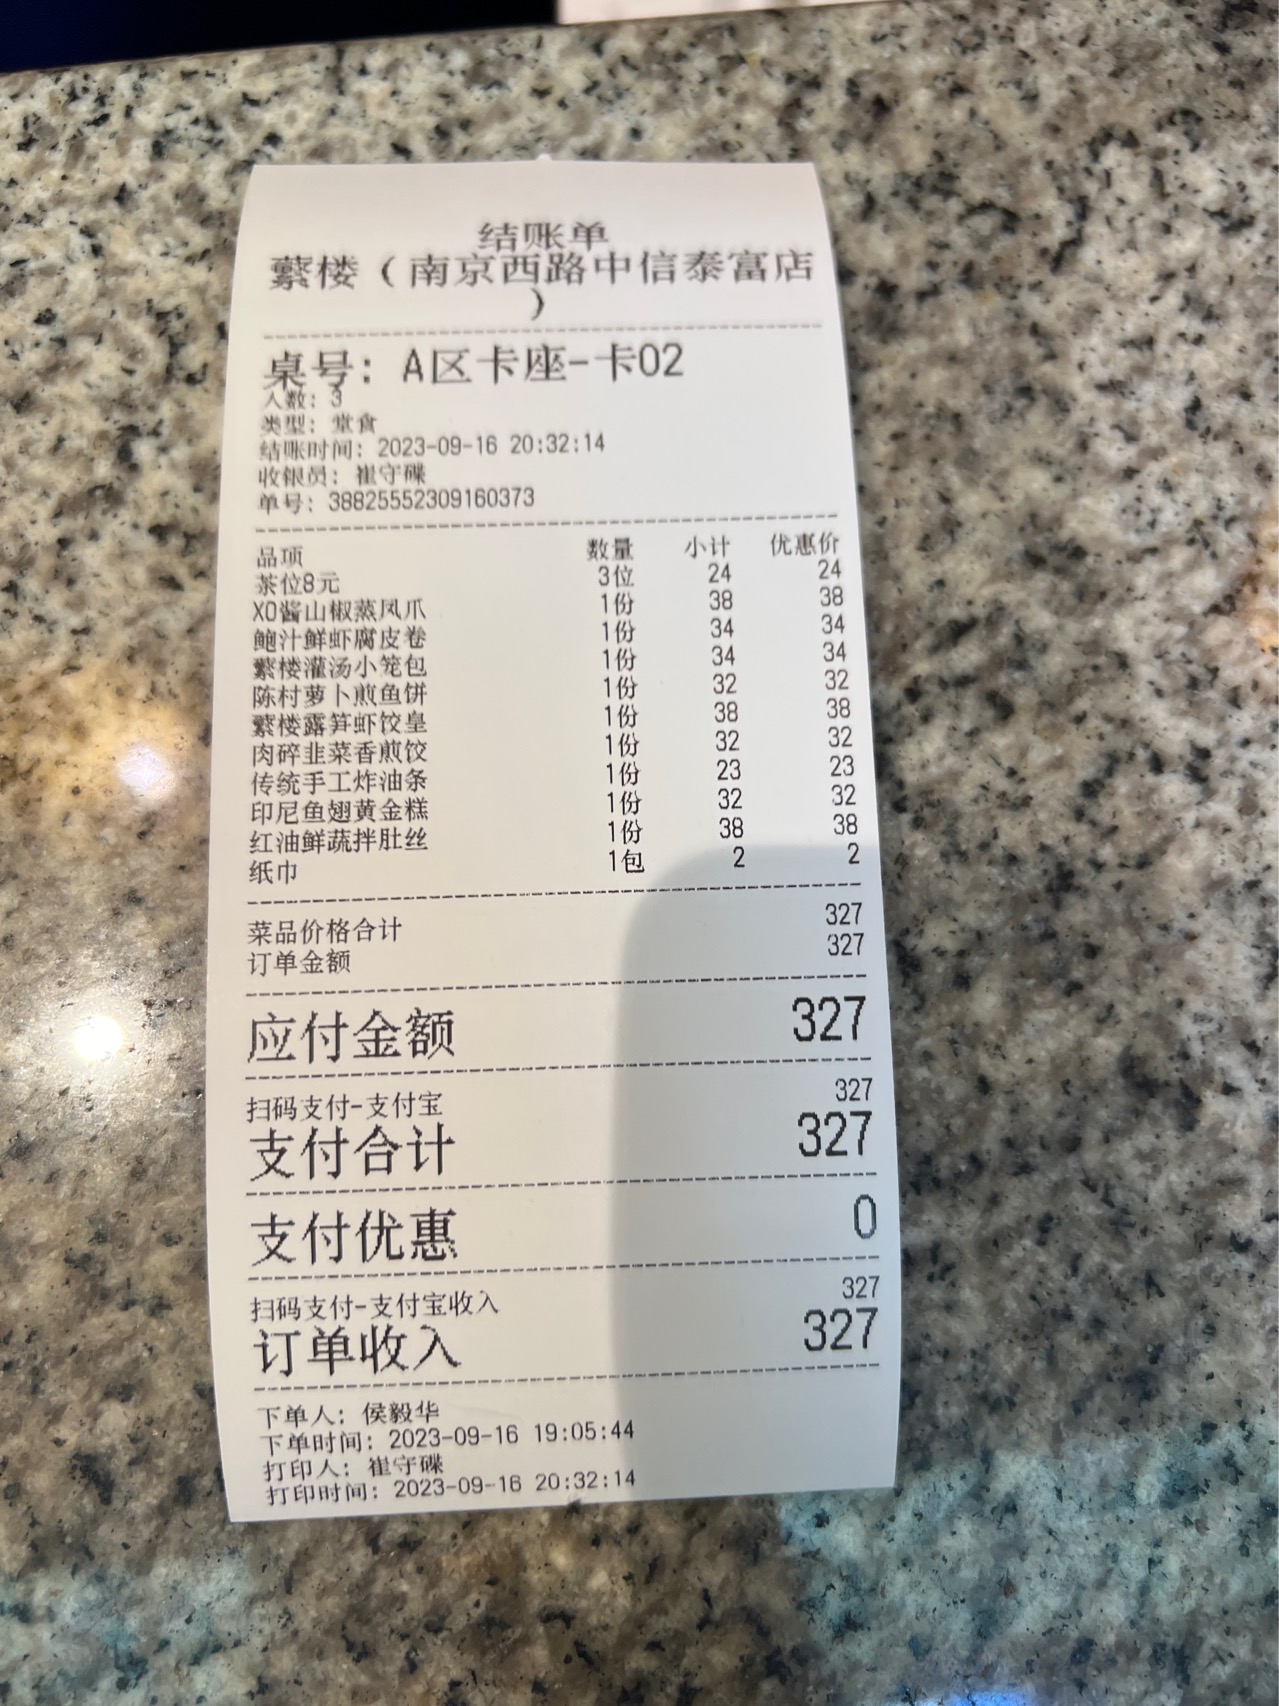 结账单
蘩楼（南京西路中信泰富店
）
桌号: A区卡座-卡02
人数: 3
类型: 堂食
结账时间: 2023-09-16 20:32:14
收银员: 崔守碟
单号: 38825552309160373
品项 数量 小计 优惠价
茶位8元 3位 24 24
XO酱山椒蒸凤爪 1份 38 38
鲍汁鲜虾腐皮卷 1份 34 34
蘩楼灌汤小笼包 1份 34 34
陈村萝卜煎鱼饼 1份 32 32
蘩楼露笋虾饺皇 1份 38 38
肉碎韭菜香煎饺 1份 32 32
传统手工炸油条 1份 23 23
印尼鱼翅黄金糕 1份 32 32
红油鲜蔬拌肚丝 1份 38 38
纸巾 1包 2 2
菜品价格合计 327
订单金额 327
应付金额 327
扫码支付-支付宝 327
支付合计 327
支付优惠 0
扫码支付-支付宝收入 327
订单收入 327
下单人: 侯毅华
下单时间: 2023-09-16 19:05:44
打印人: 崔守碟
打印时间: 2023-09-16 20:32:14